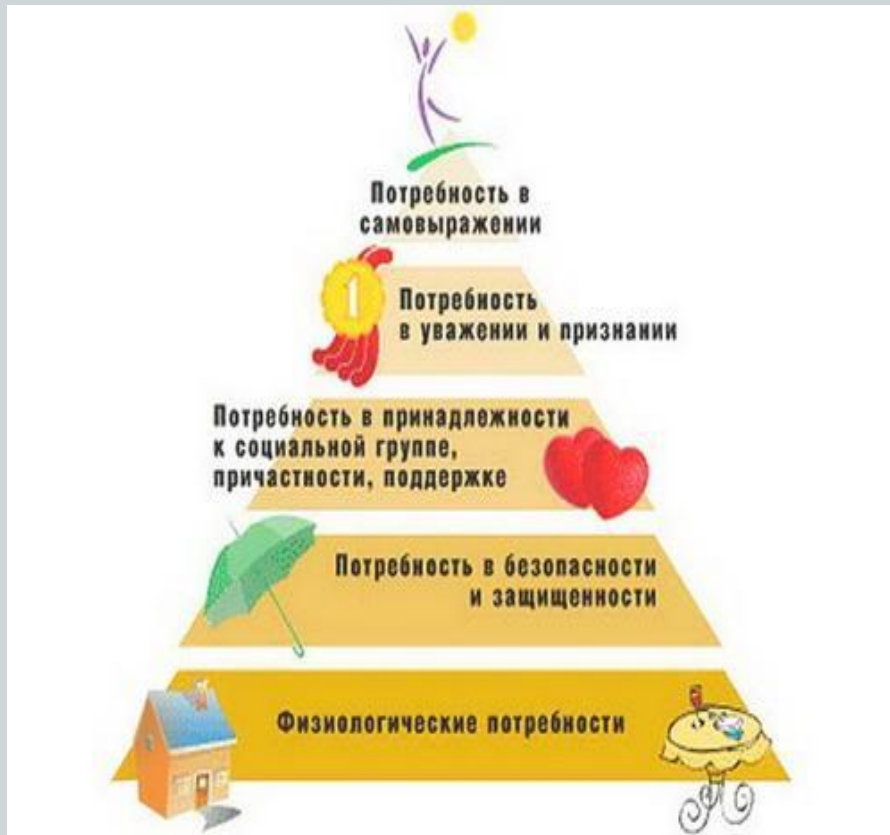 Потребность в
самовыражении
1
Потребность
в уважении и признании
Потребность в принадлежности
к социальной группе,
причастности, поддержке
Потребность в безопасности
и защищенности
Физиологические потребности